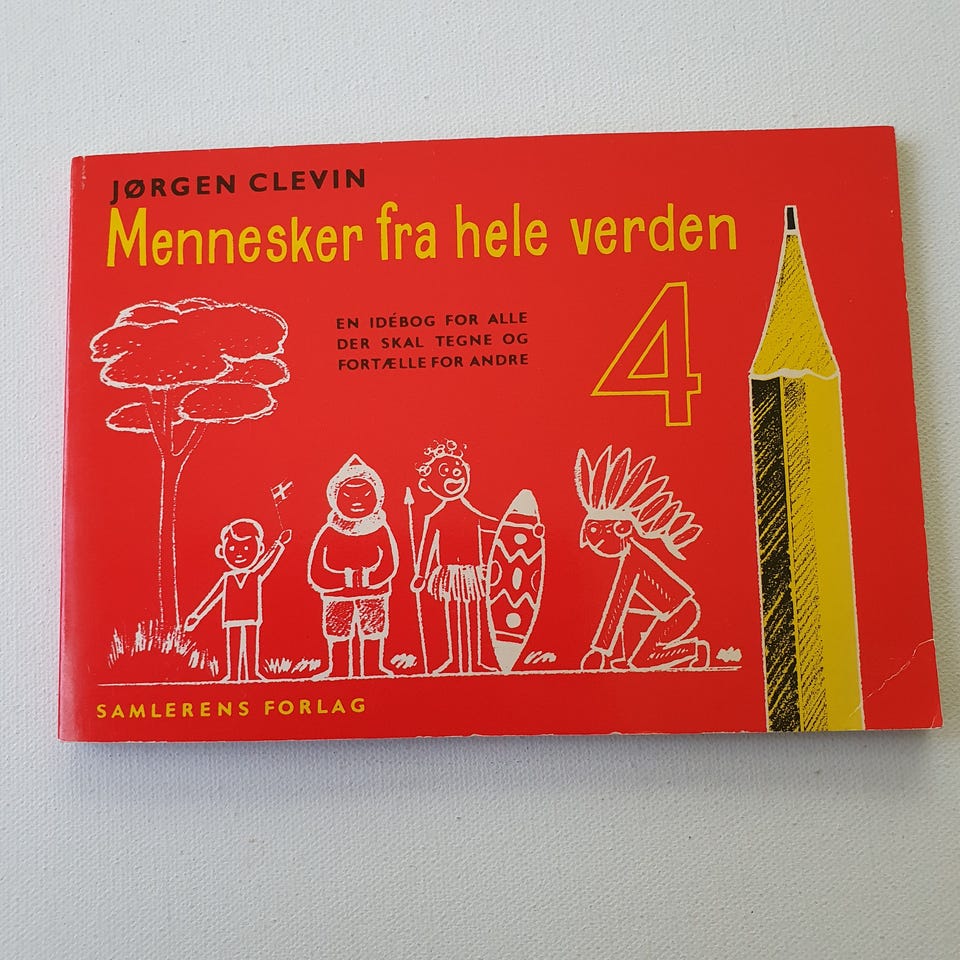 JØRGEN CLEVIN
Mennesker fra hele verden
4
EN IDÉBOG FOR ALLE
DER SKAL TEGNE OG
FORTÆLLE FOR ANDRE
SAMLERENS FORLAG